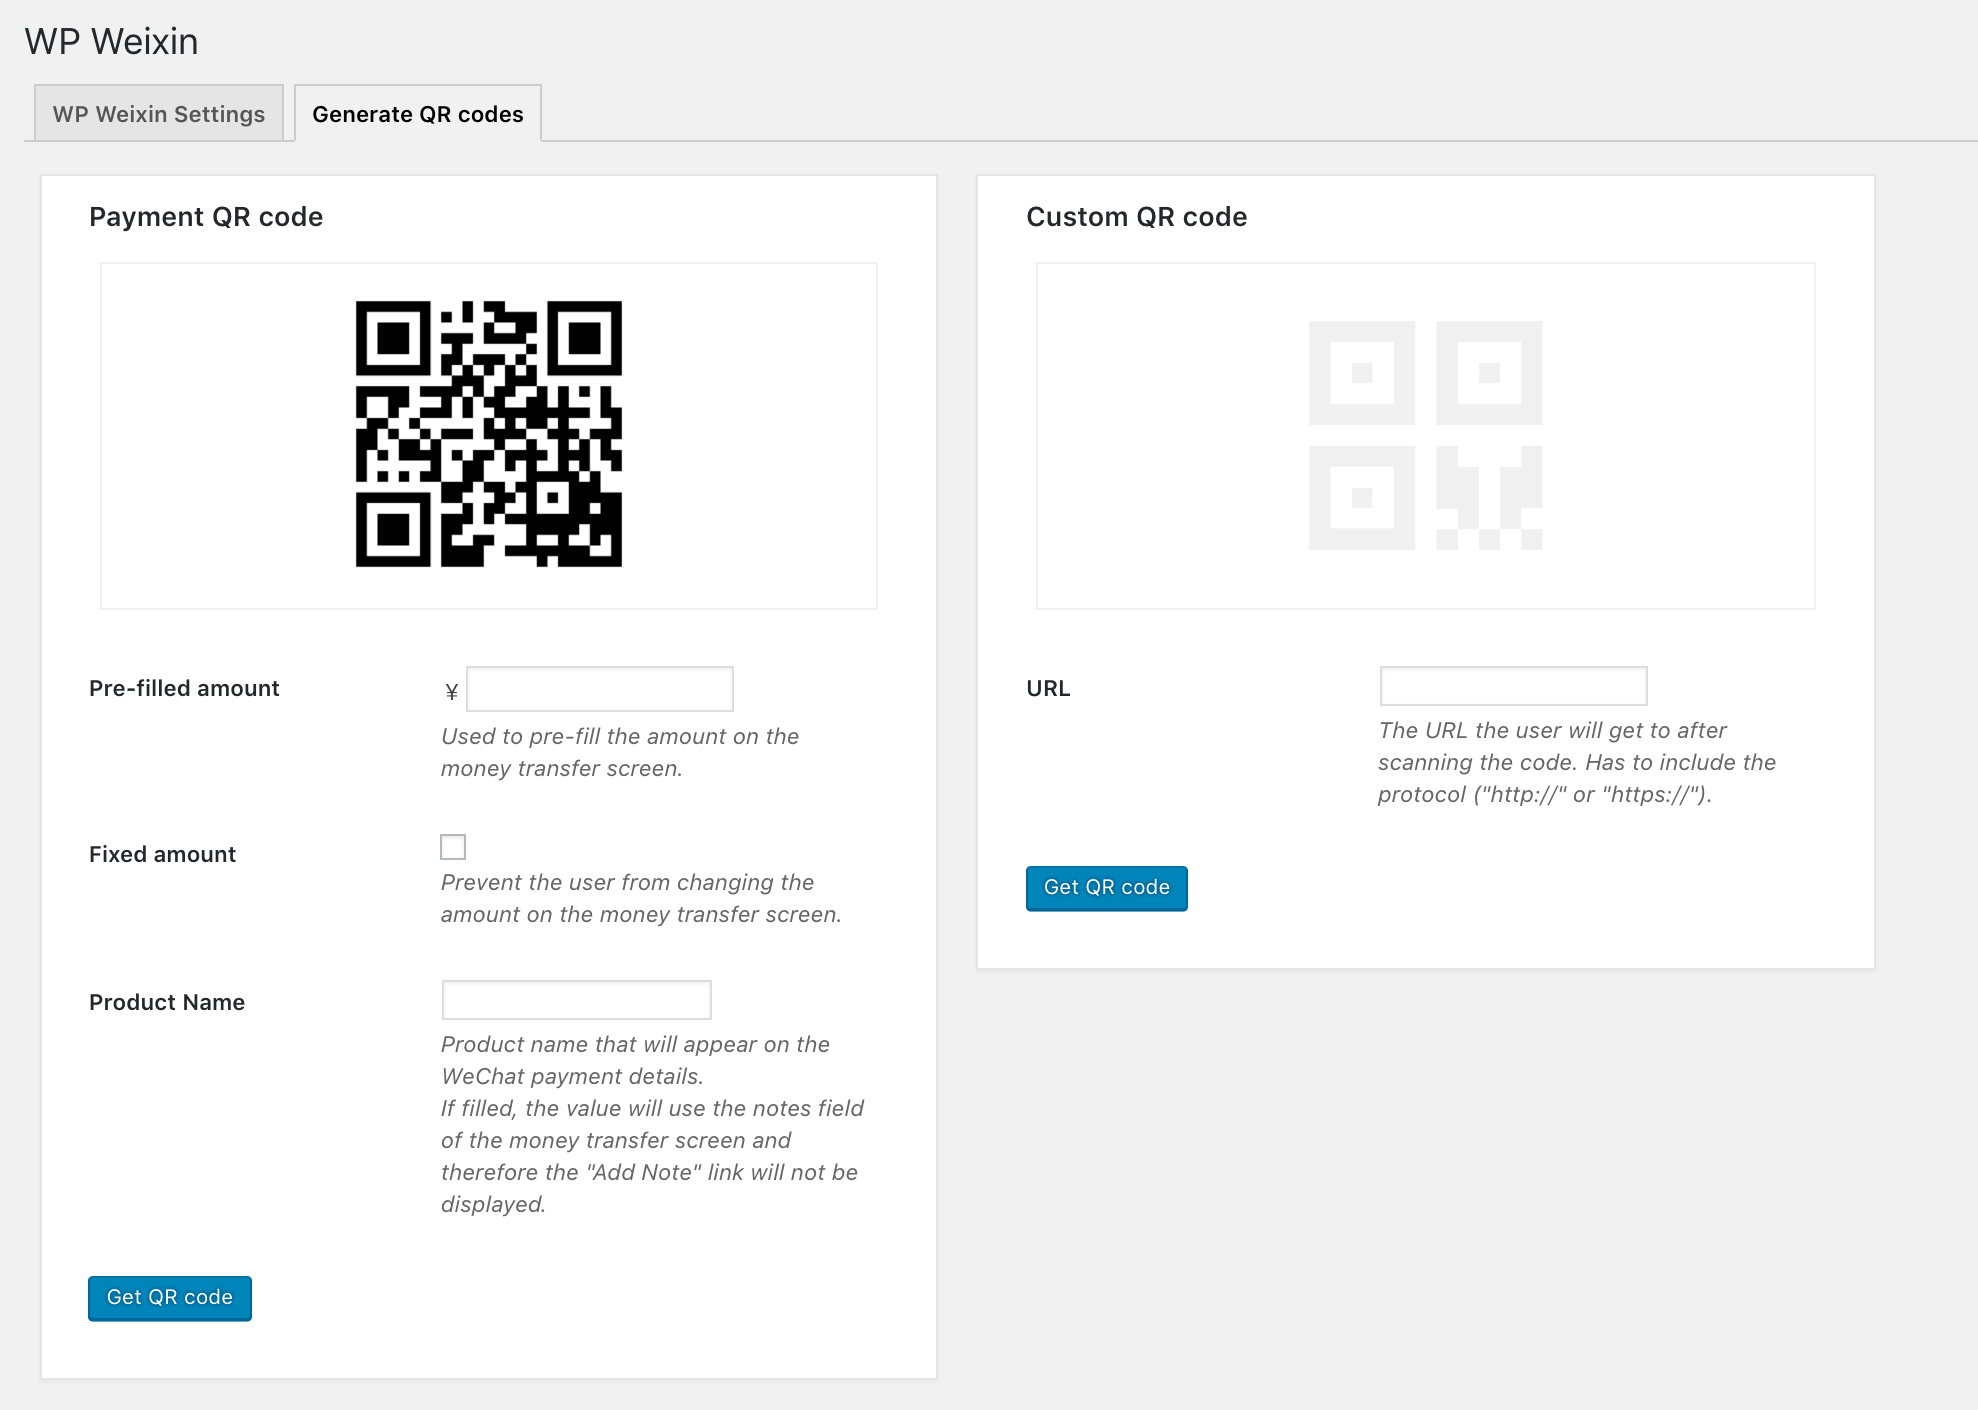 WP Weixin
WP Weixin Settings
Generate QR codes
Payment QR code
Pre-filled amount
¥
Used to pre-fill the amount on the
money transfer screen.
Fixed amount
Prevent the user from changing the
amount on the money transfer screen.
Product Name
Product name that will appear on the
WeChat payment details.
If filled, the value will use the notes field
of the money transfer screen and
therefore the "Add Note" link will not be
displayed.
Get QR code
Custom QR code
URL
The URL the user will get to after
scanning the code. Has to include the
protocol ("http://" or "https://").
Get QR code